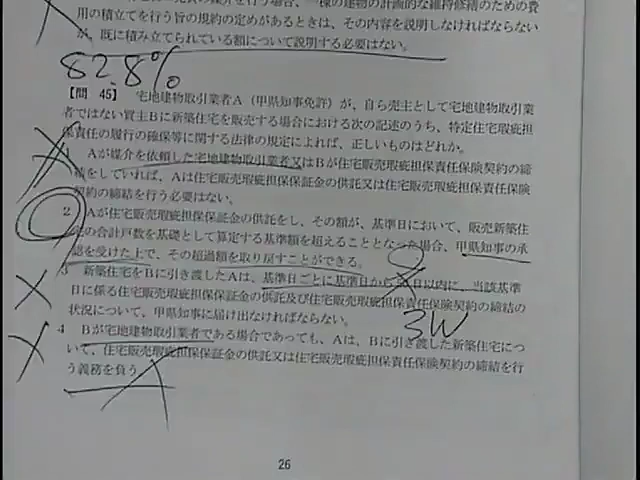 用の積立てを行う旨の規約の定めがあるときは、その内容を説明しなければならない
が、既に積み立てられている額について説明する必要はない。
82.8%
【問 45】 宅地建物取引業者A(甲県知事免許)が、自ら売主として宅地建物取引業
者ではない買主Bに新築住宅を販売する場合における次の記述のうち、特定住宅瑕疵担
保責任の履行の確保等に関する法律の規定によれば、正しいものはどれか。
Aが媒介を依頼した宅地建物取引業者又はBが住宅販売瑕疵担保責任保険契約の締
結をしていれば、Aは住宅販売瑕疵担保保証金の供託又は住宅販売瑕疵担保責任保険
契約の締結を行う必要はない。
2 Aが住宅販売瑕疵担保保証金の供託をし、その額が、基準日において、販売新築住
宅の合計戸数を基礎として算定する基準額を超えることとなった場合、甲県知事の承
認を受けた上で、その超過額を取り戻すことができる。
3 新築住宅をBに引き渡したAは、基準日ごとに基準日から 日以内に、当該基準
日に係る住宅販売瑕疵担保保証金の供託及び住宅販売瑕疵担保責任保険契約の締結の
状況について、甲県知事に届け出なければならない。
3W
4 Bが宅地建物取引業者である場合であっても、Aは、Bに引き渡した新築住宅につ
いて、住宅販売瑕疵担保保証金の供託又は住宅販売瑕疵担保責任保険契約の締結を行
う義務を負う
26